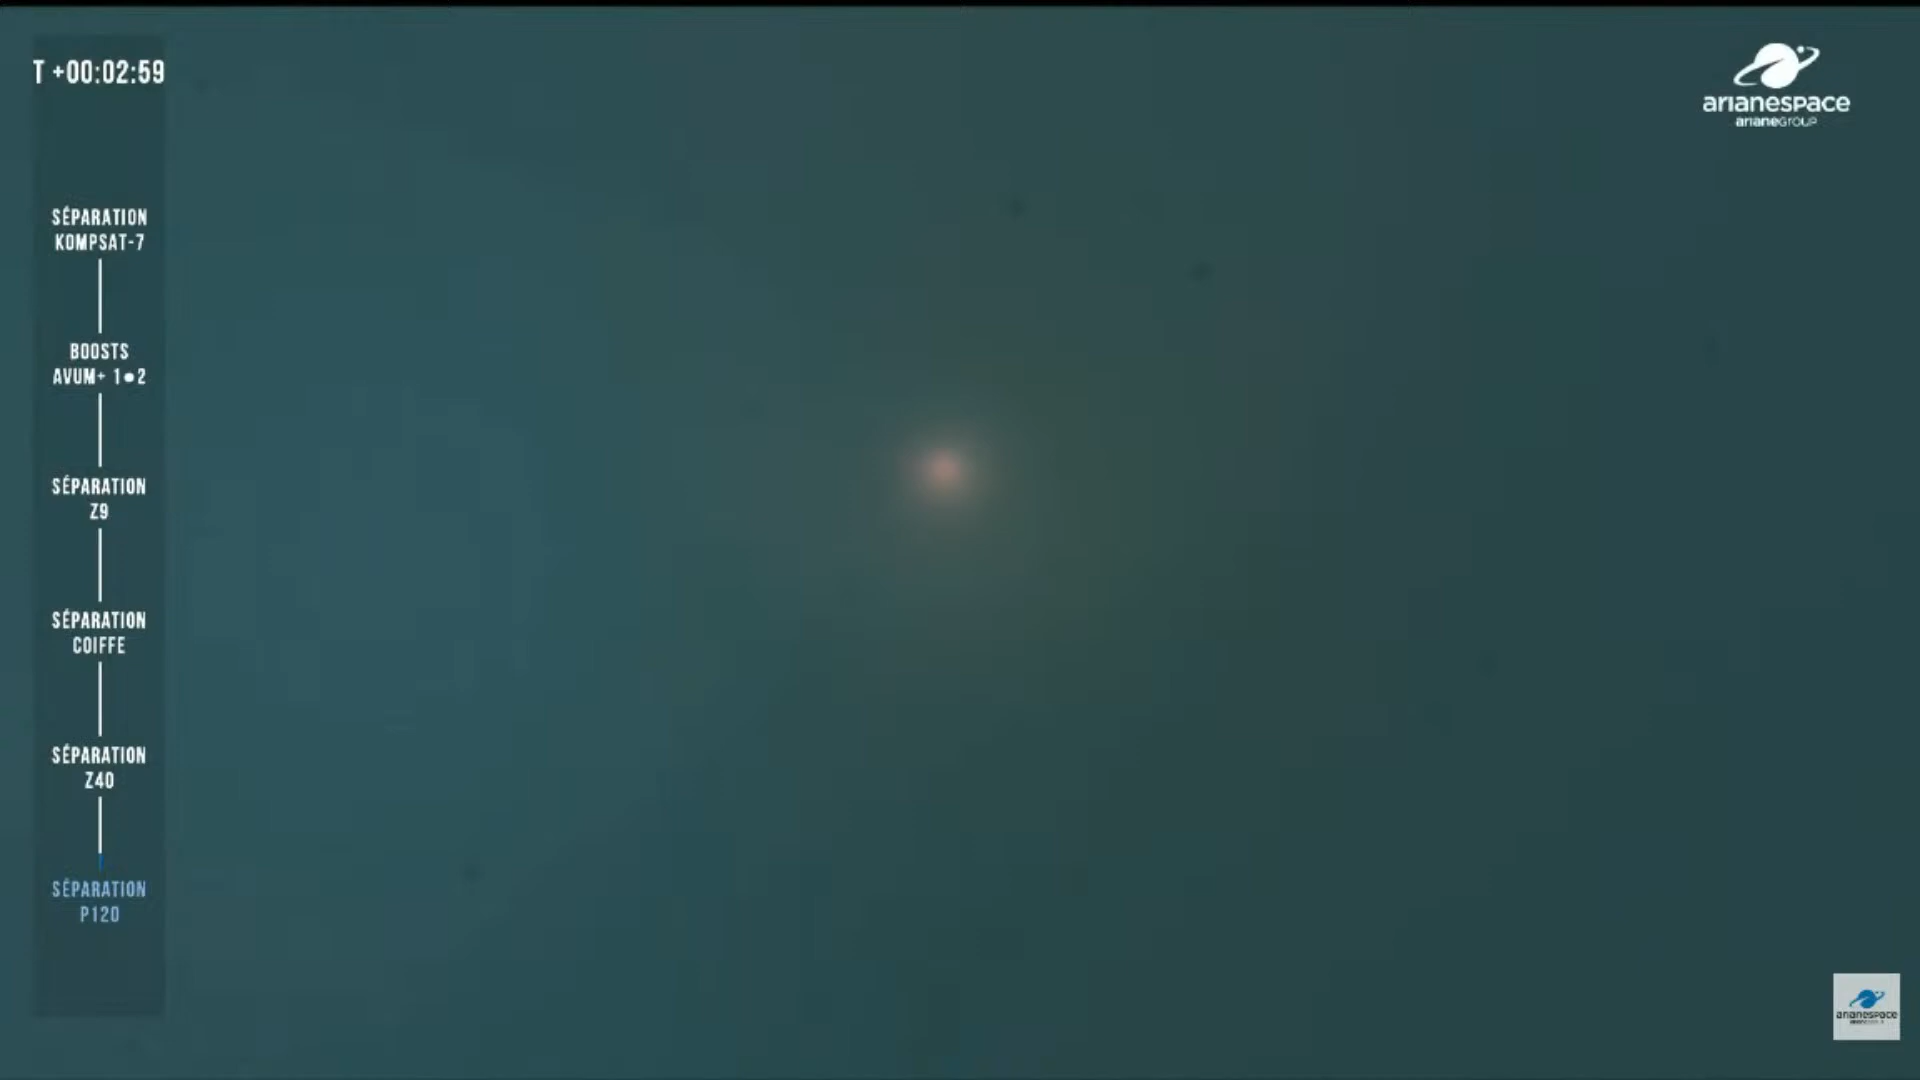 T +00:02:59
arianespace
arianeGROUP
SÉPARATION
KOMPSAT-7
BOOSTS
AVUM+ 1•2
SÉPARATION
Z9
SÉPARATION
COIFFE
SÉPARATION
Z40
SÉPARATION
P120
arianespace